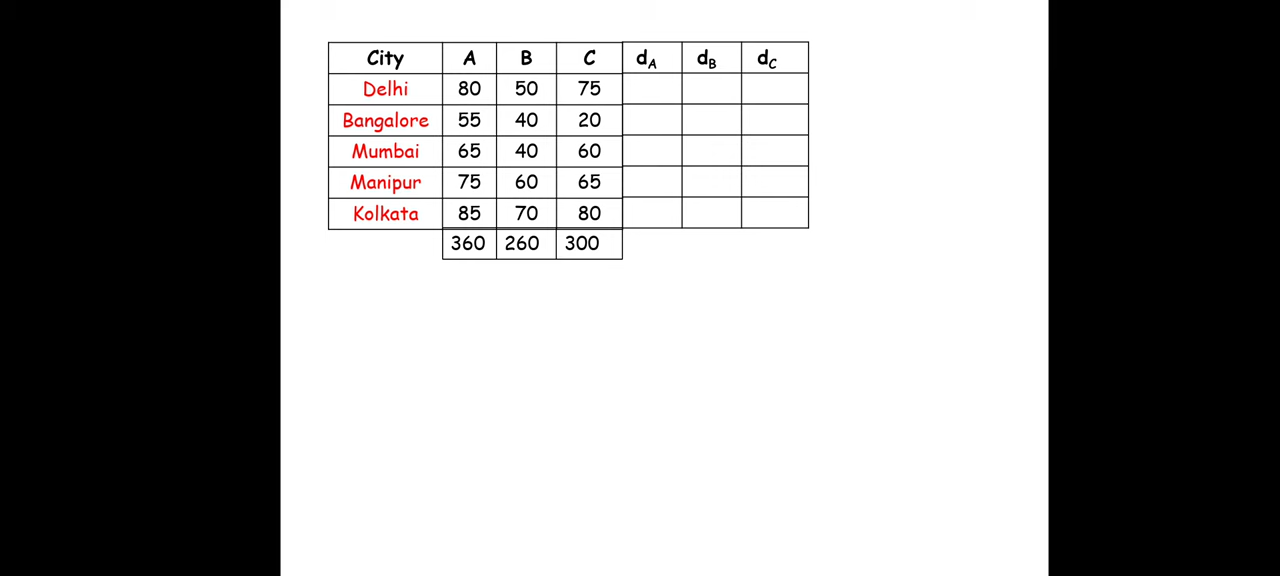 City A B C dA dB dC
Delhi 80 50 75
Bangalore 55 40 20
Mumbai 65 40 60
Manipur 75 60 65
Kolkata 85 70 80
360 260 300